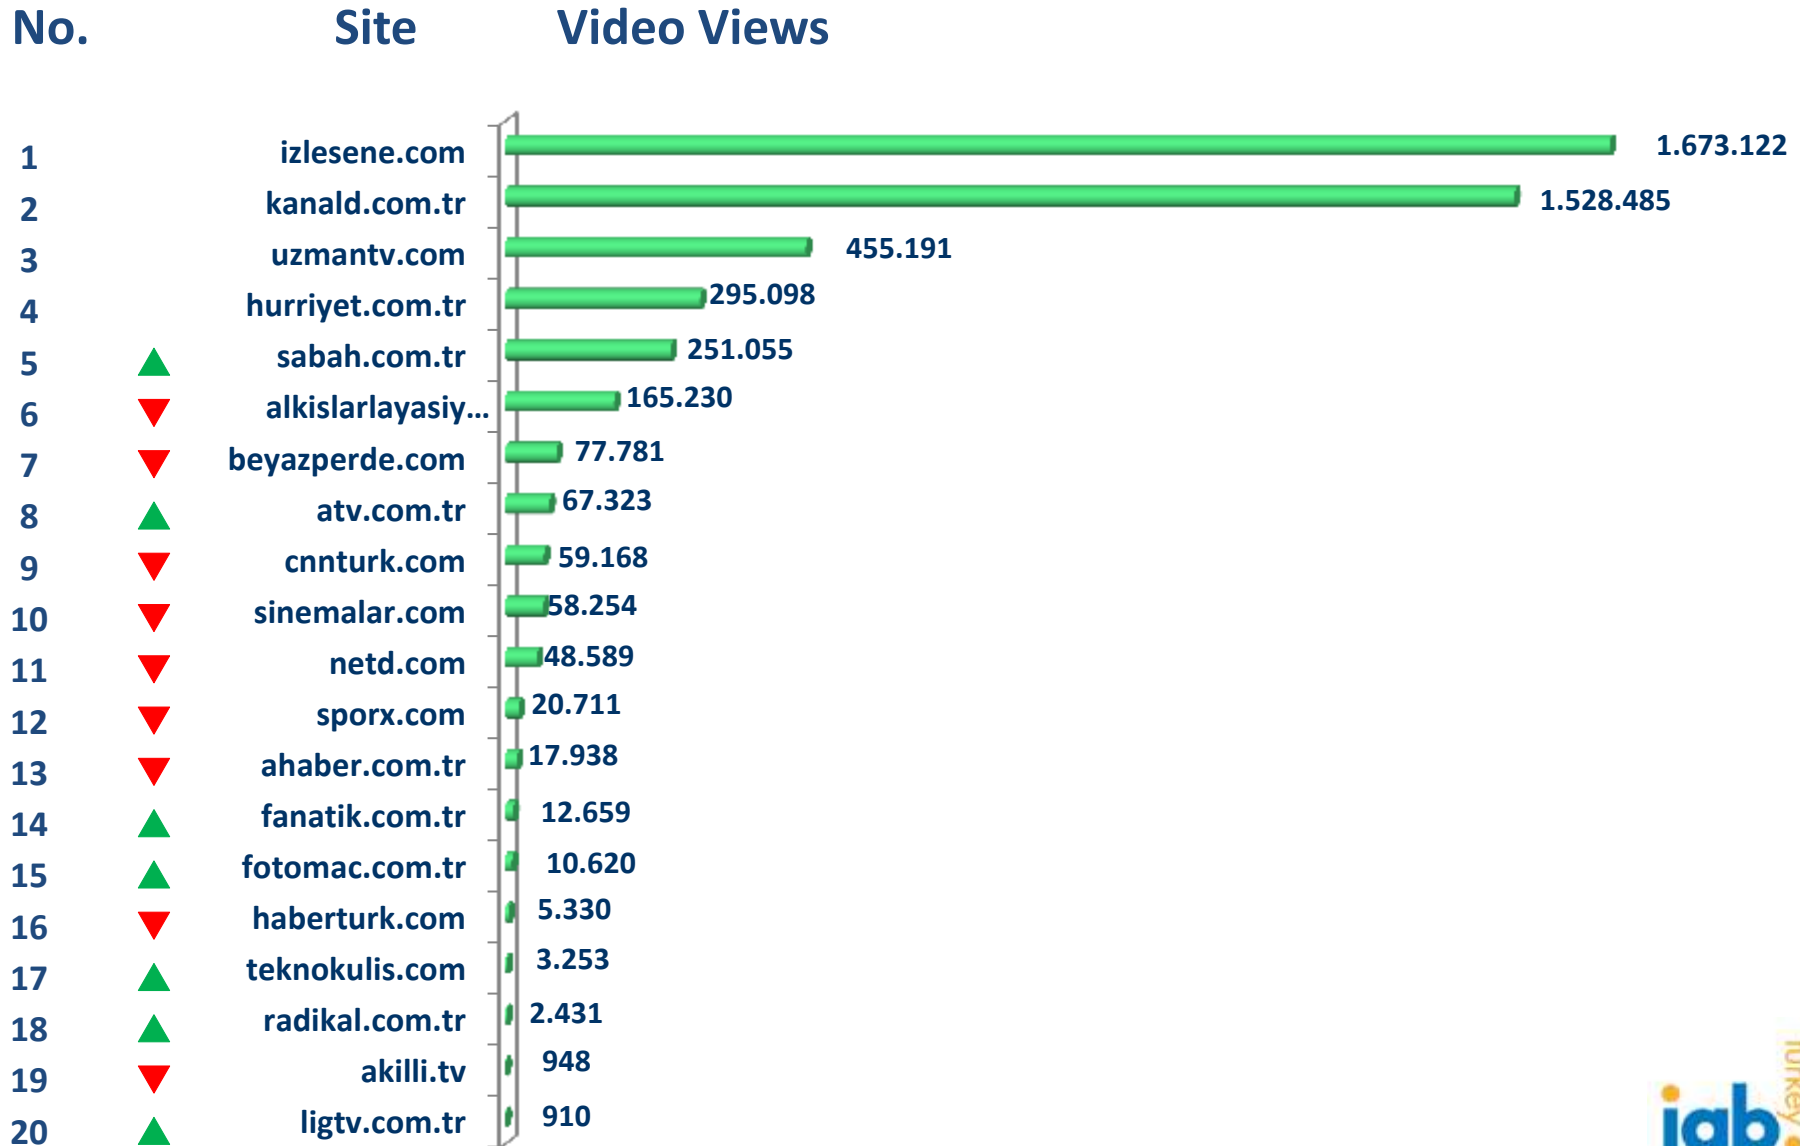 No. Site Video Views
1 izlesene.com 1.673.122
2 kanald.com.tr 1.528.485
3 uzmantv.com 455.191
4 hurriyet.com.tr 295.098
5 sabah.com.tr 251.055
6 alkislarlayasiy... 165.230
7 beyazperde.com 77.781
8 atv.com.tr 67.323
9 cnnturk.com 59.168
10 sinemalar.com 58.254
11 netd.com 48.589
12 sporx.com 20.711
13 ahaber.com.tr 17.938
14 fanatik.com.tr 12.659
15 fotomac.com.tr 10.620
16 haberturk.com 5.330
17 teknokulis.com 3.253
18 radikal.com.tr 2.431
19 akilli.tv 948
20 ligtv.com.tr 910
iab
Turkey